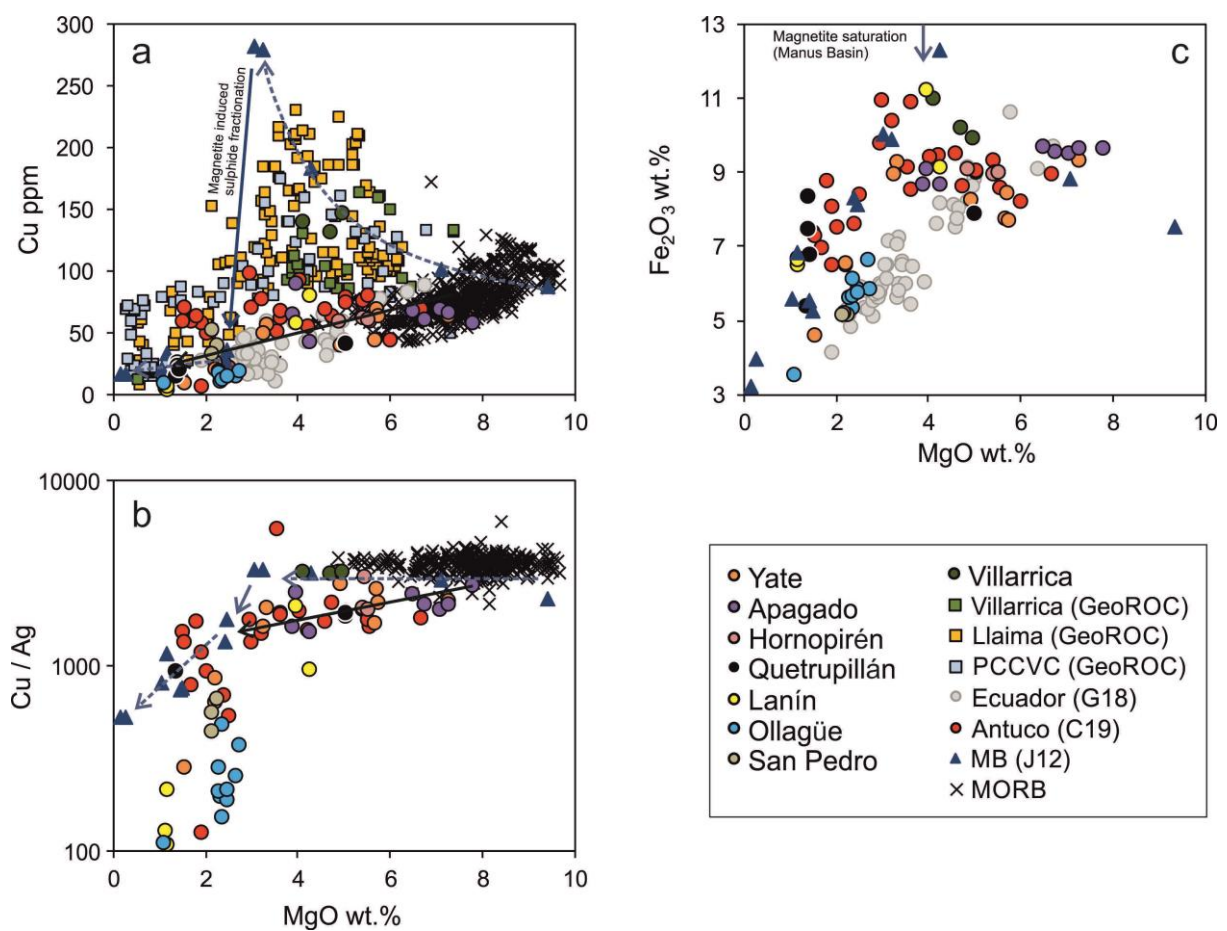 a
Cu ppm
300
250
200
150
100
50
0
0 2 4 6 8 10
Magnetite induced
sulphide fractionation
c
Magnetite saturation
(Manus Basin)
Fe₂O₃ wt.%
13
11
9
7
5
3
0 2 4 6 8 10
MgO wt.%
b
Cu / Ag
10000
1000
100
0 2 4 6 8 10
MgO wt.%
Yate
Apagado
Hornopirén
Quetrupillán
Lanín
Ollagüe
San Pedro
Villarrica
Villarrica (GeoROC)
Llaima (GeoROC)
PCCVC (GeoROC)
Ecuador (G18)
Antuco (C19)
MB (J12)
MORB